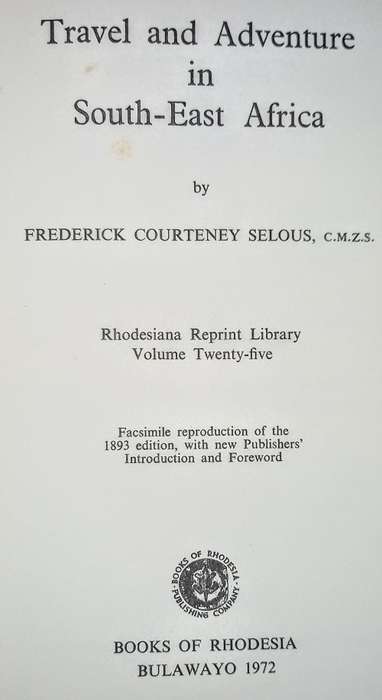 Travel and Adventure
in
South-East Africa
by
FREDERICK COURTENEY SELOUS, C.M.Z.S.
Rhodesiana Reprint Library
Volume Twenty-five
Facsimile reproduction of the
1893 edition, with new Publishers'
Introduction and Foreword
BOOKS OF RHODESIA
PUBLISHING COMPANY
BOOKS OF RHODESIA
BULAWAYO 1972